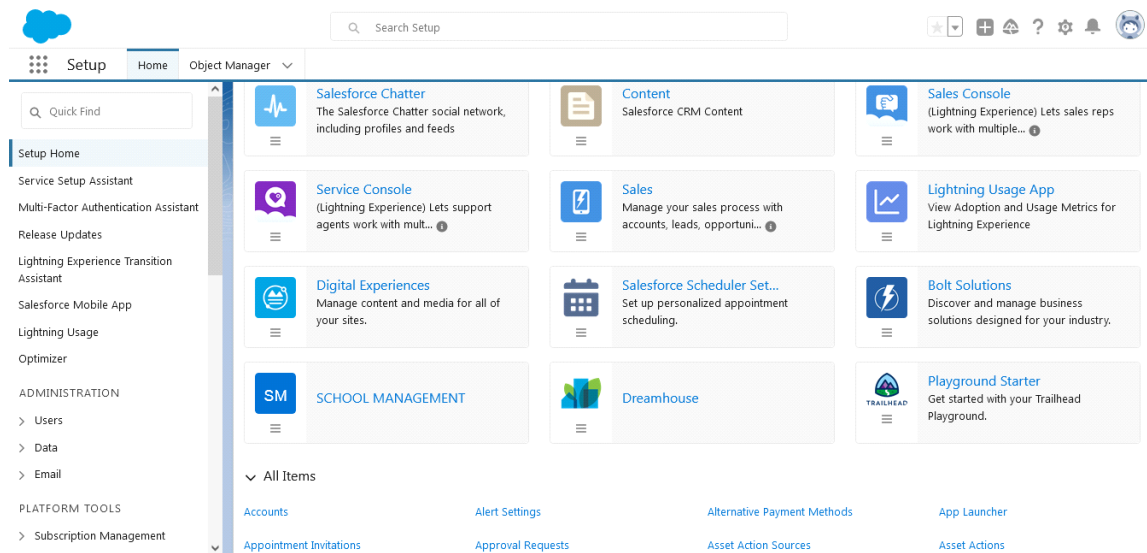 Search Setup
Setup
Home
Object Manager
Quick Find
Setup Home
Service Setup Assistant
Multi-Factor Authentication Assistant
Release Updates
Lightning Experience Transition
Assistant
Salesforce Mobile App
Lightning Usage
Optimizer
ADMINISTRATION
Users
Data
Email
PLATFORM TOOLS
Subscription Management
Salesforce Chatter
The Salesforce Chatter social network,
including profiles and feeds
Content
Salesforce CRM Content
Sales Console
(Lightning Experience) Lets sales reps
work with multiple...
Service Console
(Lightning Experience) Lets support
agents work with mult...
Sales
Manage your sales process with
accounts, leads, opportuni...
Lightning Usage App
View Adoption and Usage Metrics for
Lightning Experience
Digital Experiences
Manage content and media for all of
your sites.
Salesforce Scheduler Set...
Set up personalized appointment
scheduling.
Bolt Solutions
Discover and manage business
solutions designed for your industry.
SM
SCHOOL MANAGEMENT
Dreamhouse
TRAILHEAD
Playground Starter
Get started with your Trailhead
Playground.
All Items
Accounts
Alert Settings
Alternative Payment Methods
App Launcher
Appointment Invitations
Approval Requests
Asset Action Sources
Asset Actions